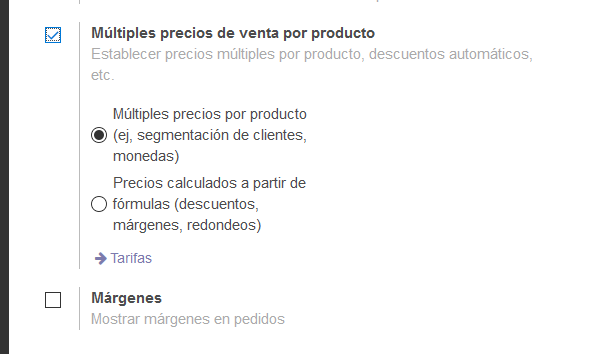 Múltiples precios de venta por producto
Establecer precios múltiples por producto, descuentos automáticos,
etc.
Múltiples precios por producto
(ej, segmentación de clientes,
monedas)
Precios calculados a partir de
fórmulas (descuentos,
márgenes, redondeos)
Tarifas
Márgenes
Mostrar márgenes en pedidos